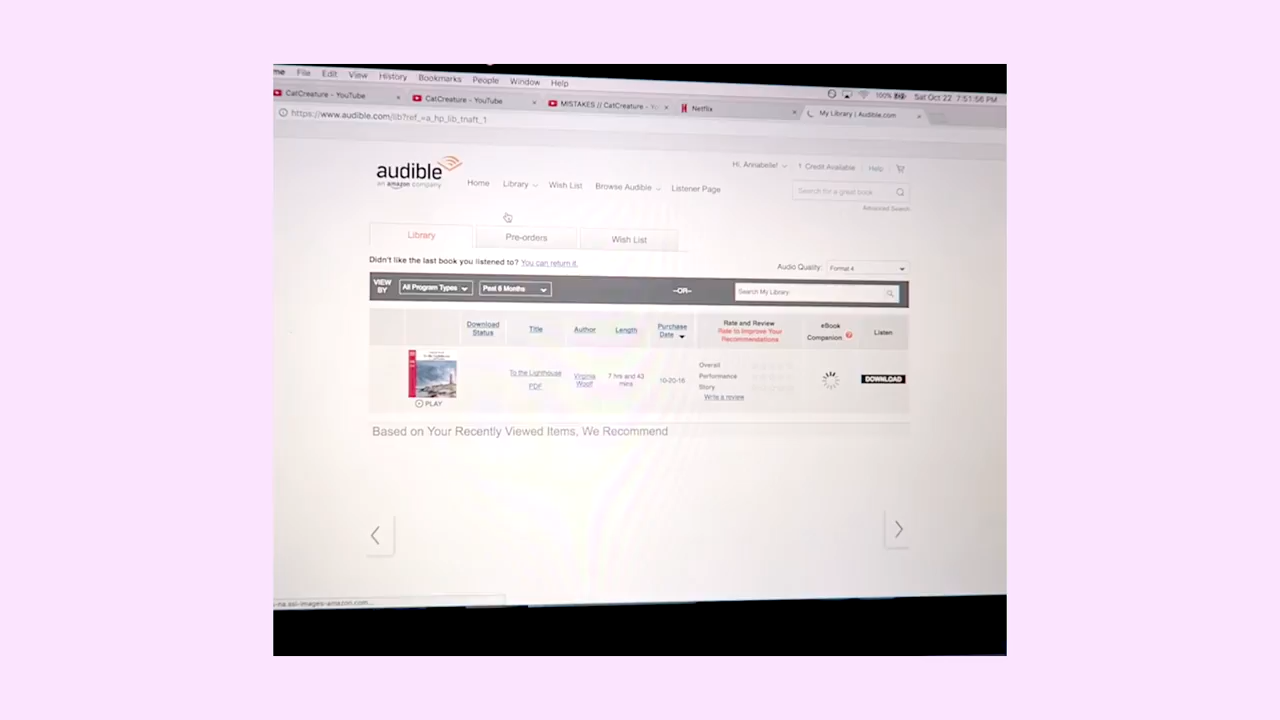 File Edit View History Bookmarks People Window Help
100% Sat Oct 22 7:51:56 PM
CatCreature - YouTube
CatCreature - YouTube
MISTAKES // CatCreature - Yo
Netflix
My Library | Audible.com
https://www.audible.com/lib?ref_=a_hp_lib_tnaft_1
Hi, Annabelle! 1 Credit Available Help
audible
an amazon company
Home Library Wish List Browse Audible Listener Page
Search for a great book
Advanced Search
Library Pre-orders Wish List
Didn't like the last book you listened to? You can return it.
Audio Quality: Format 4
VIEW BY All Program Types Past 6 Months -OR- Search My Library
Download Status Title Author Length Purchase Date Rate and Review Rate to Improve Your Recommendations eBook Companion Listen
To the Lighthouse
PDF
Virginia Woolf
7 hrs and 43 mins
10-20-16
Overall
Performance
Story
Write a review
DOWNLOAD
PLAY
Based on Your Recently Viewed Items, We Recommend